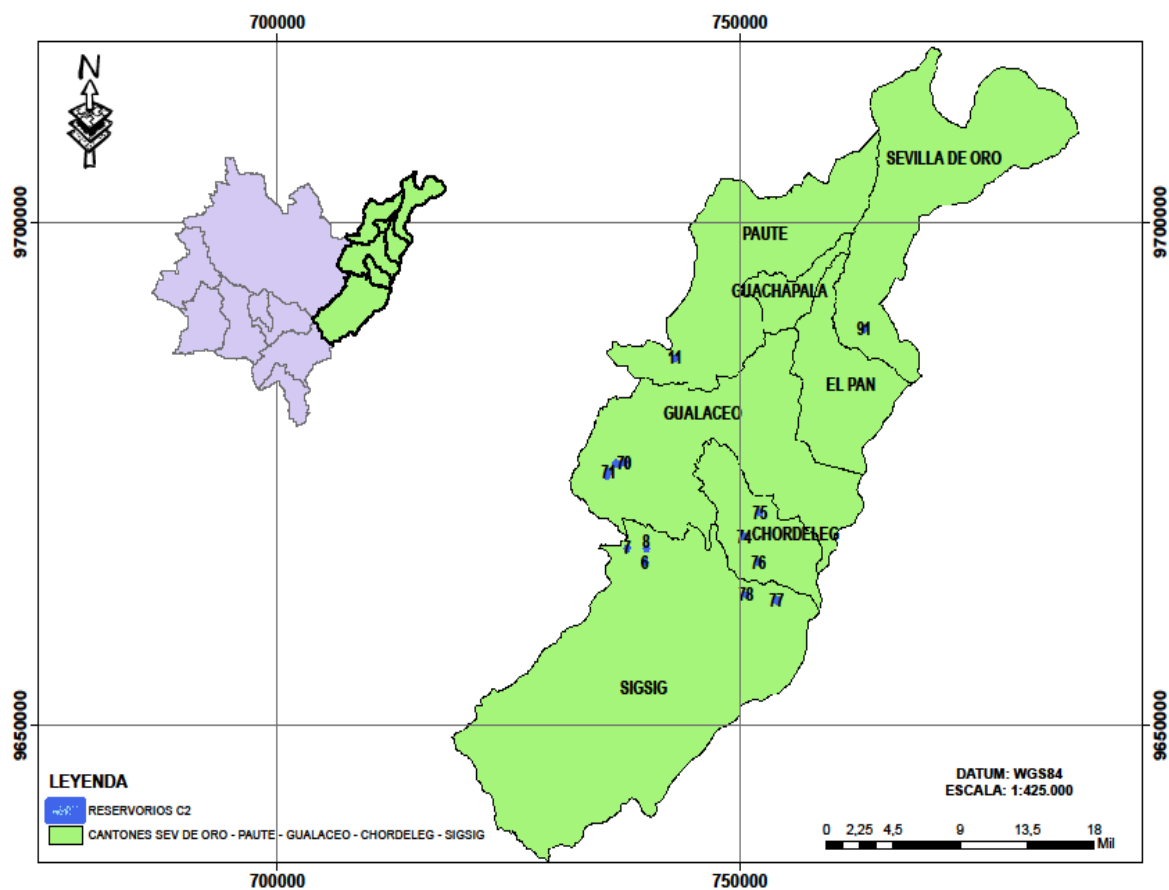 700000
750000
N
SEVILLA DE ORO
9700000
9700000
PAUTE
GUACHAPALA
91
11
EL PAN
GUALACEO
70
71
75
74
CHORDELEG
7
8
6
76
78
77
SIGSIG
9650000
9650000
LEYENDA
RESERVORIOS C2
CANTONES SEV DE ORO - PAUTE - GUALACEO - CHORDELEG - SIGSIG
DATUM: WGS84
ESCALA: 1:425.000
0 2,25 4,5 9 13,5 18
Mil
700000
750000